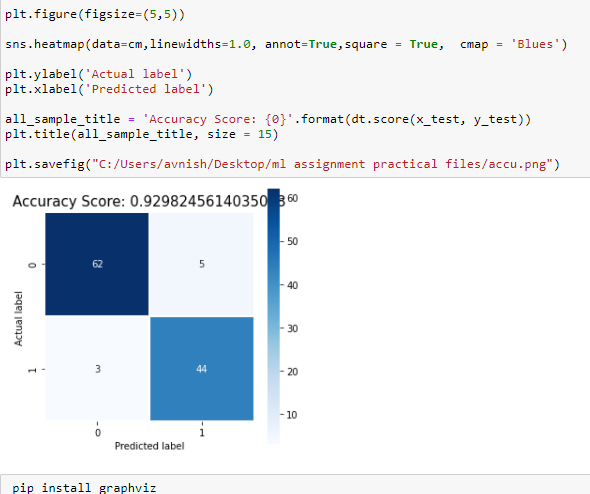 plt.figure(figsize=(5,5))
sns.heatmap(data=cm,linewidths=1.0, annot=True,square = True,  cmap = 'Blues')
plt.ylabel('Actual label')
plt.xlabel('Predicted label')
all_sample_title = 'Accuracy Score: {0}'.format(dt.score(x_test, y_test))
plt.title(all_sample_title, size = 15)
plt.savefig("C:/Users/avnish/Desktop/ml assignment practical files/accu.png")
Accuracy Score: 0.92982456140350
60
50
40
30
20
10
Actual label
0
1
62
5
3
44
0
1
Predicted label
pip install graphviz